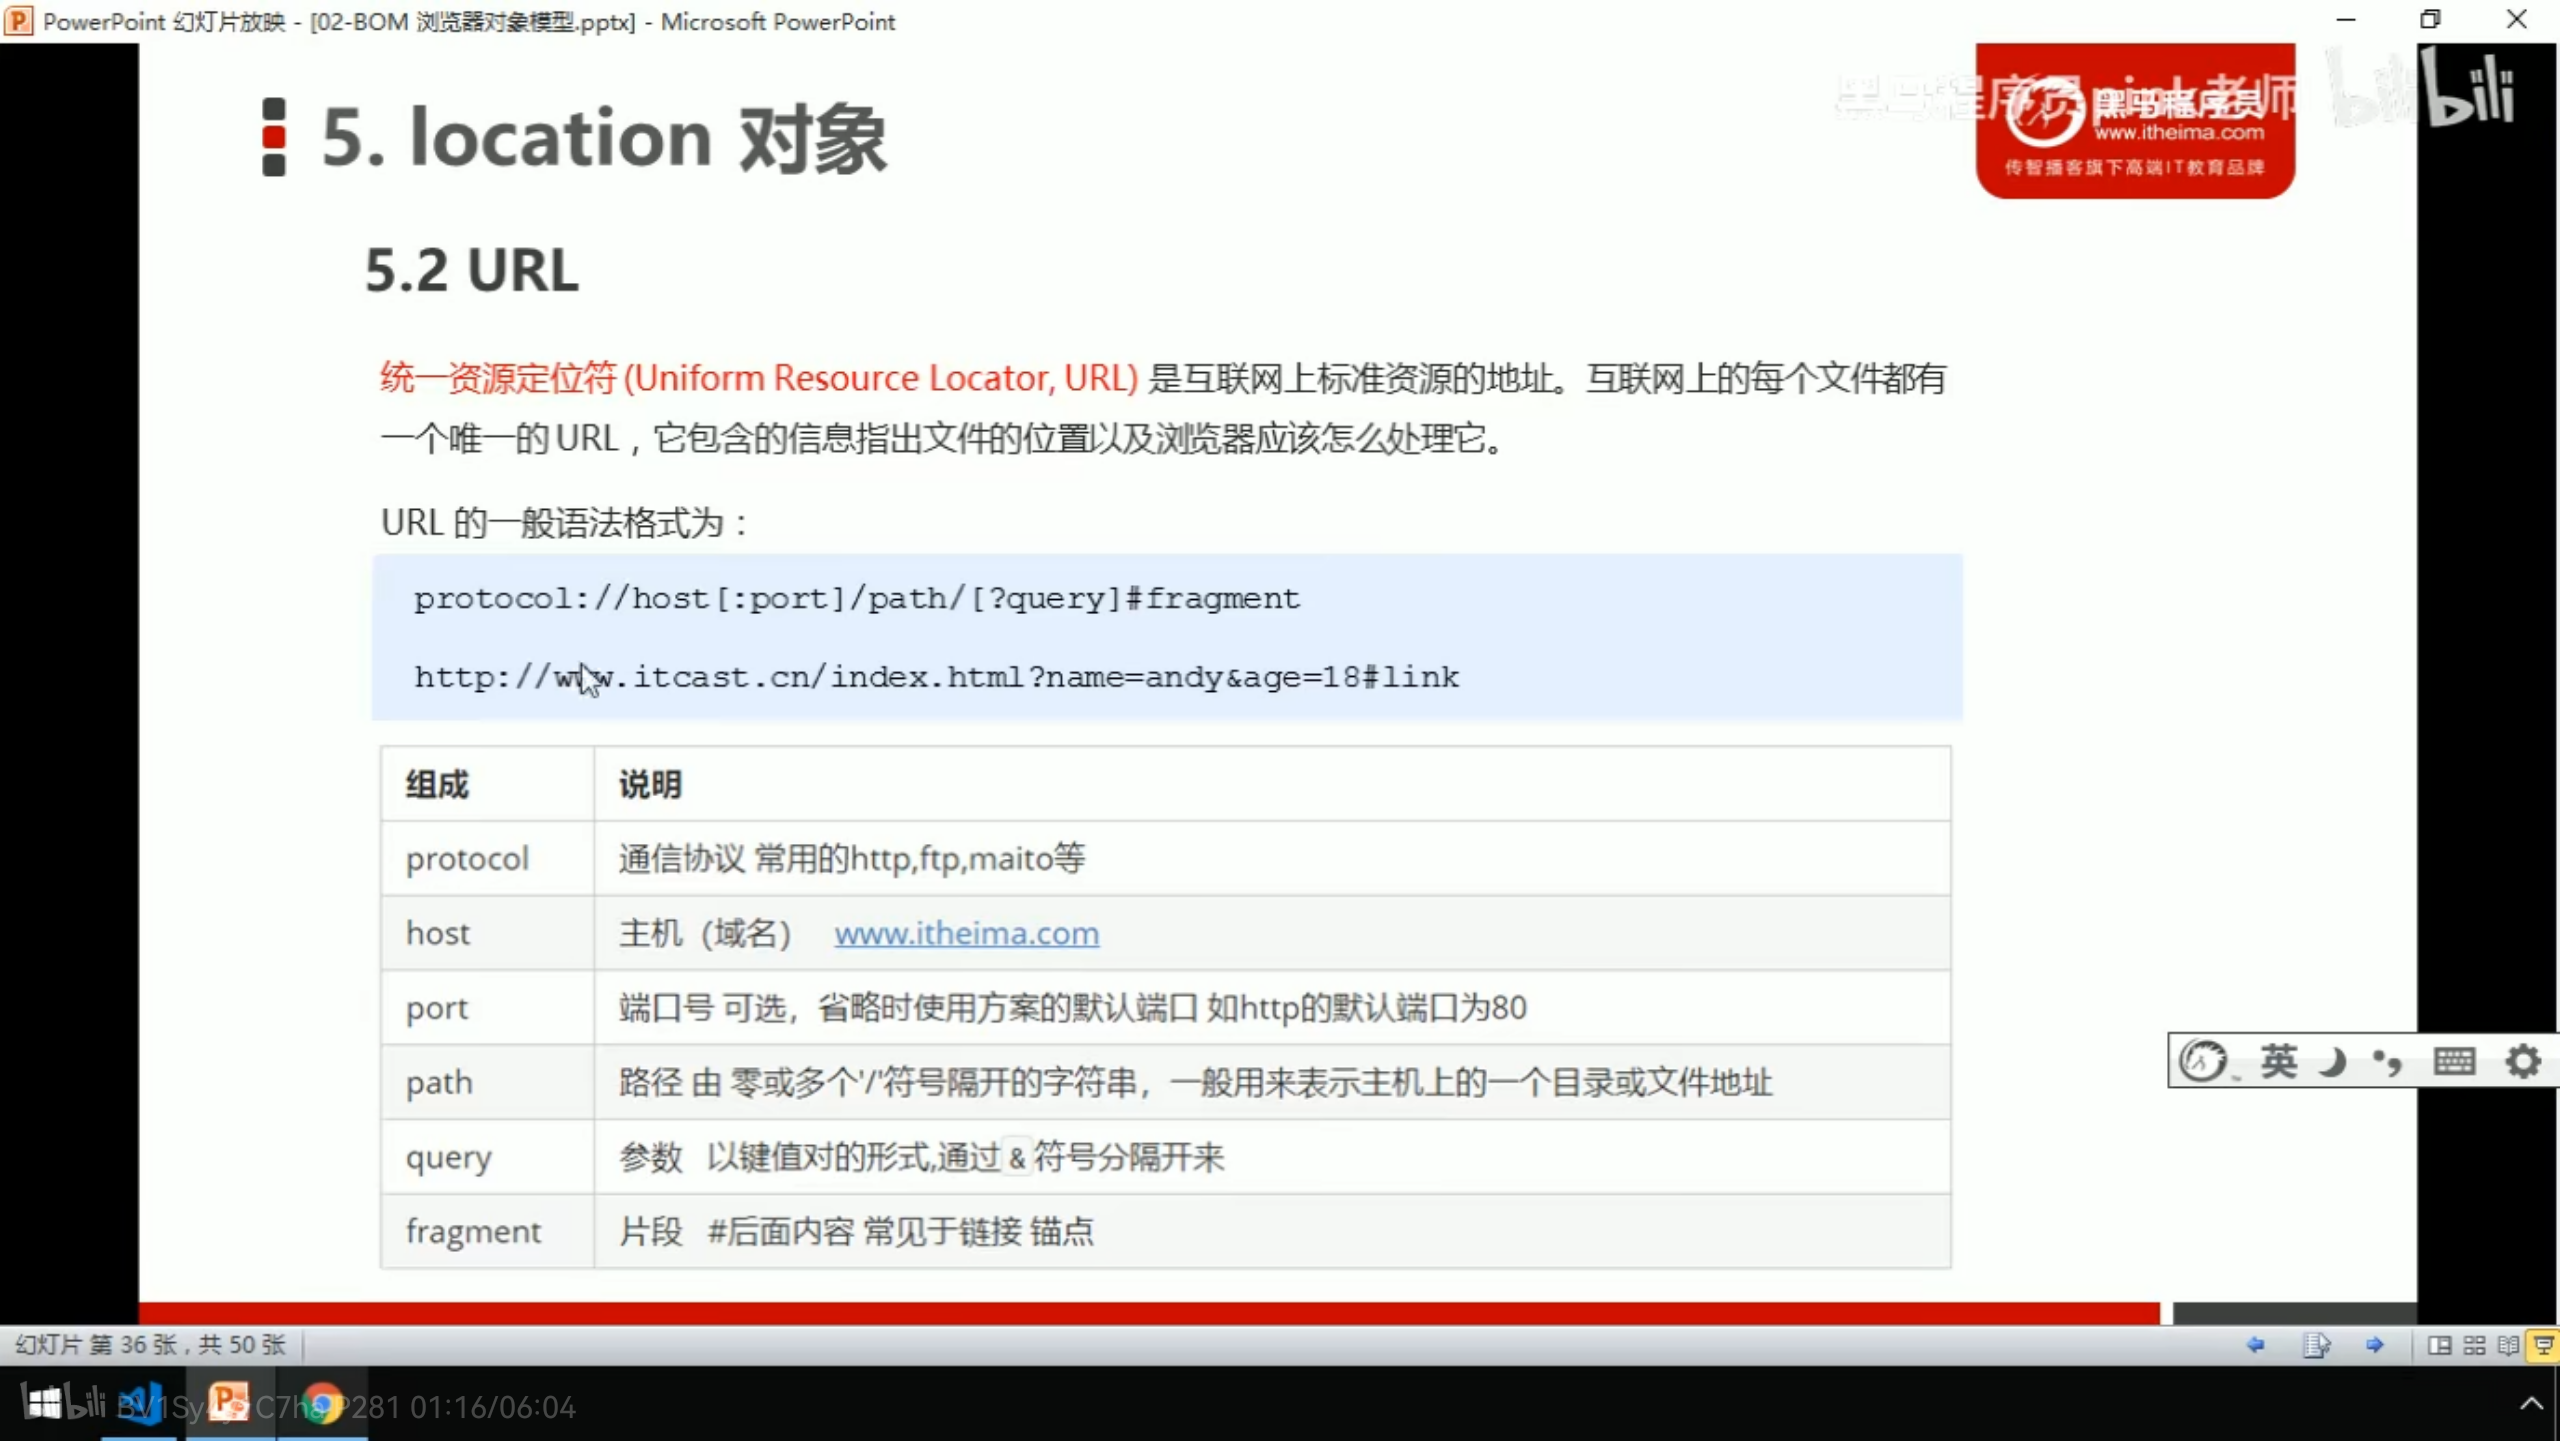 PowerPoint 幻灯片放映 - [02-BOM 浏览器对象模型.pptx] - Microsoft PowerPoint
5. location 对象
黑马程序员pink老师
bilibili
黑马程序员
www.itheima.com
传智播客旗下高端IT教育品牌
5.2 URL
统一资源定位符 (Uniform Resource Locator, URL) 是互联网上标准资源的地址。互联网上的每个文件都有
一个唯一的 URL，它包含的信息指出文件的位置以及浏览器应该怎么处理它。
URL 的一般语法格式为：
protocol://host[:port]/path/[?query]#fragment
http://www.itcast.cn/index.html?name=andy&age=18#link
组成 说明
protocol 通信协议 常用的http,ftp,maito等
host 主机（域名） www.itheima.com
port 端口号 可选，省略时使用方案的默认端口 如http的默认端口为80
path 路径 由 零或多个'/'符号隔开的字符串，一般用来表示主机上的一个目录或文件地址
query 参数 以键值对的形式,通过&符号分隔开来
fragment 片段 #后面内容 常见于链接 锚点
英
幻灯片 第 36 张，共 50 张
bilibili
P281 01:16/06:04